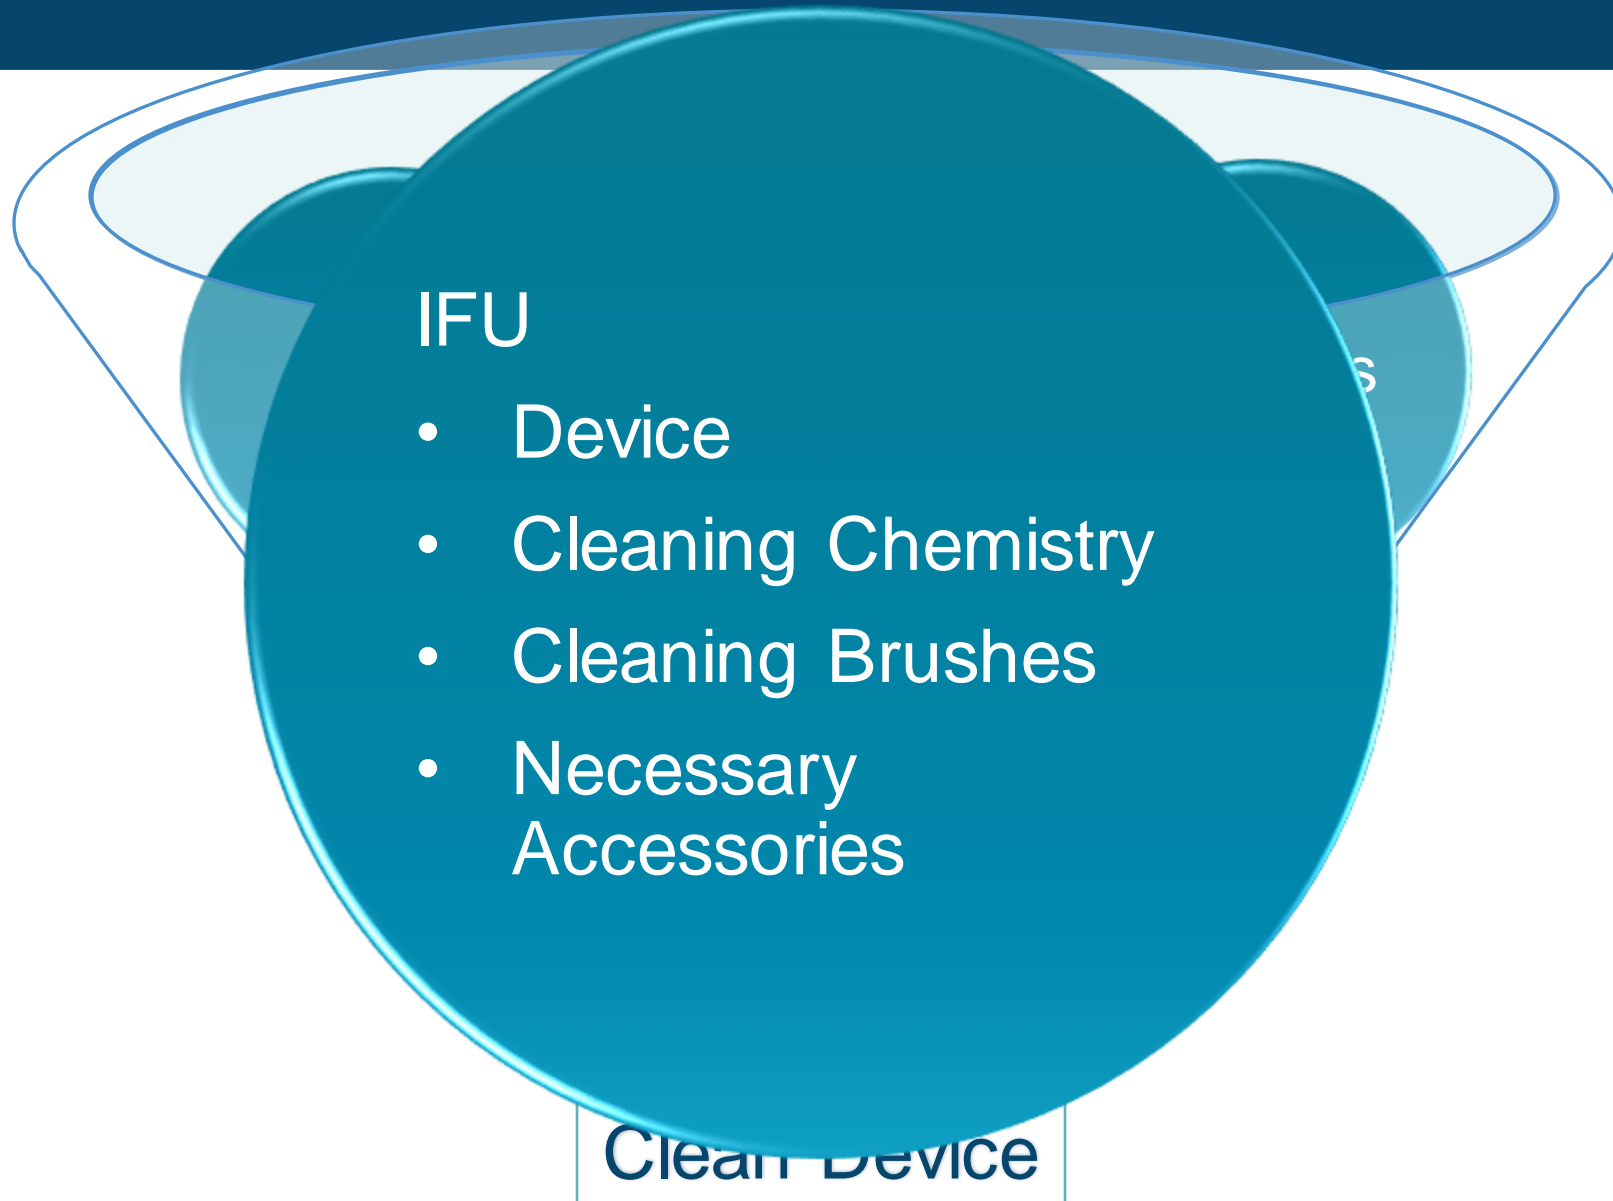 IFU
• Device
• Cleaning Chemistry
• Cleaning Brushes
• Necessary
Accessories
Clean Device